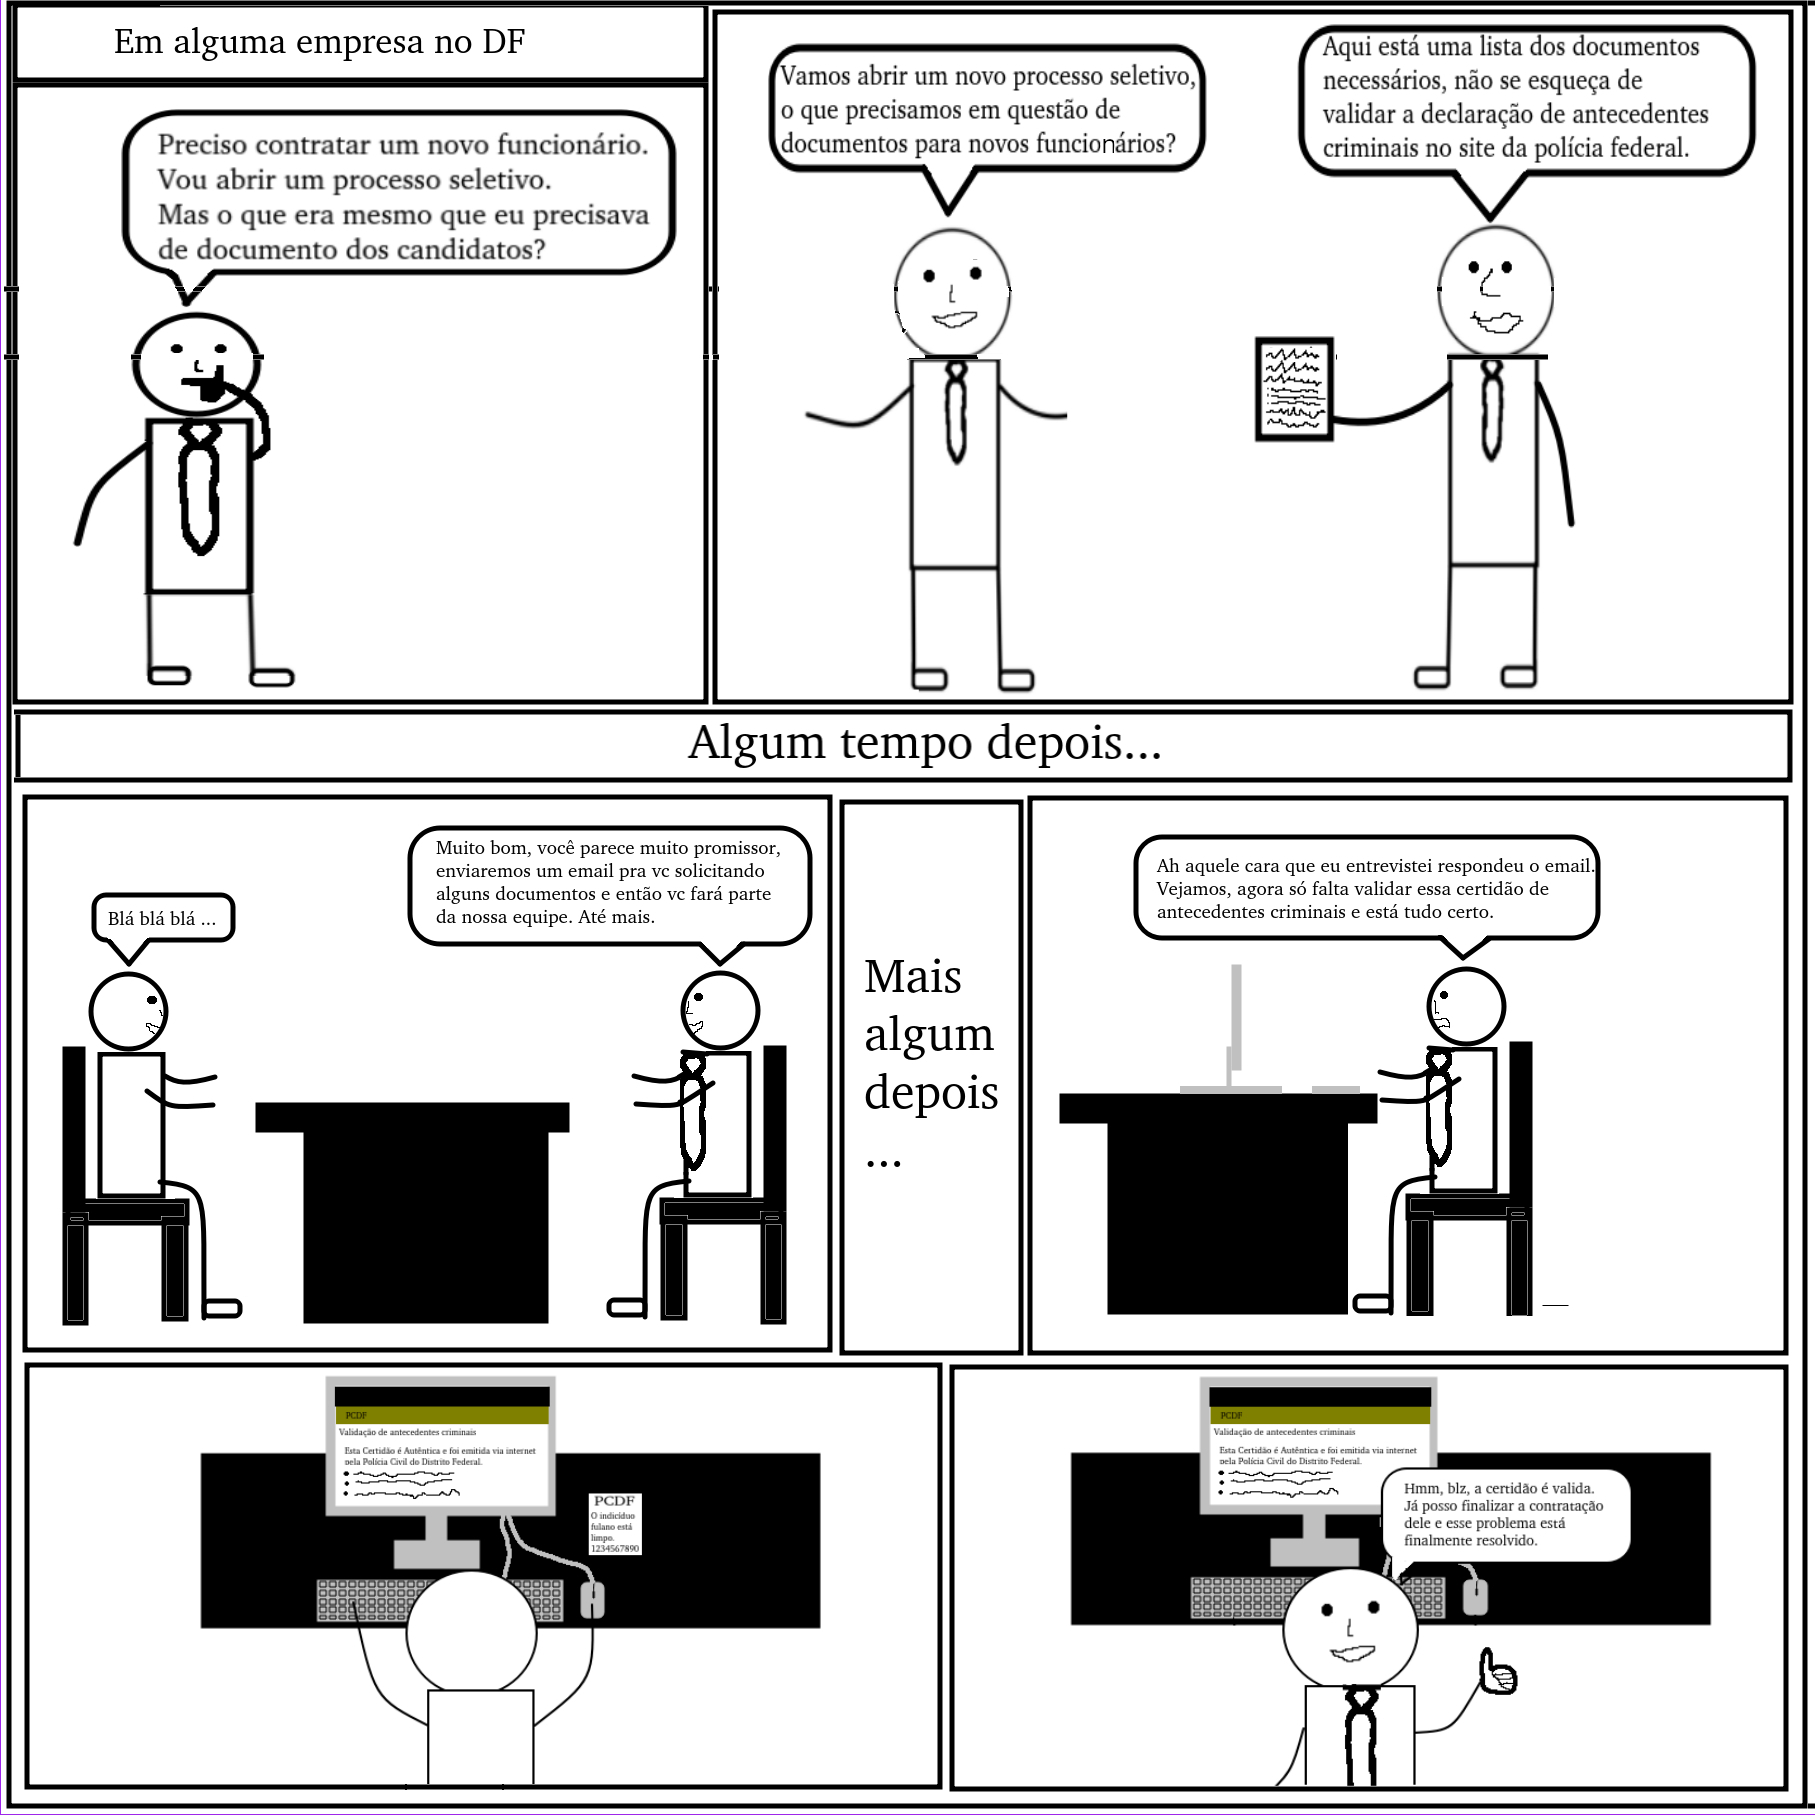 Em alguma empresa no DF
Preciso contratar um novo funcionário.
Vou abrir um processo seletivo.
Mas o que era mesmo que eu precisava
de documento dos candidatos?
Vamos abrir um novo processo seletivo,
o que precisamos em questão de
documentos para novos funcionários?
Aqui está uma lista dos documentos
necessários, não se esqueça de
validar a declaração de antecedentes
criminais no site da polícia federal.
Algum tempo depois...
Blá blá blá ...
Muito bom, você parece muito promissor,
enviaremos um email pra vc solicitando
alguns documentos e então vc fará parte
da nossa equipe. Até mais.
Mais
algum
depois
...
Ah aquele cara que eu entrevistei respondeu o email.
Vejamos, agora só falta validar essa certidão de
antecedentes criminais e está tudo certo.
PCDF
Validação de antecedentes criminais
Esta Certidão é Autêntica e foi emitida via internet
pela Polícia Civil do Distrito Federal.
PCDF
O indicíduo
fulano está
limpo.
1234567890
PCDF
Validação de antecedentes criminais
Esta Certidão é Autêntica e foi emitida via internet
pela Polícia Civil do Distrito Federal.
Hmm, blz, a certidão é valida.
Já posso finalizar a contratação
dele e esse problema está
finalmente resolvido.